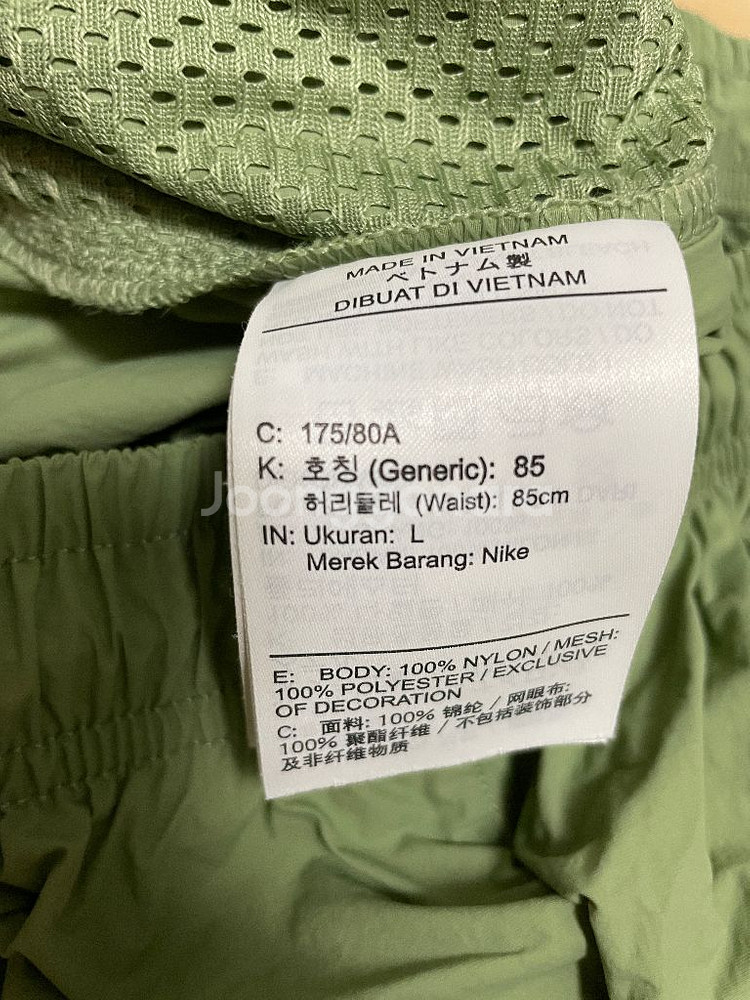 MADE IN VIETNAM
ベトナム製
DIBUAT DI VIETNAM
C: 175/80A
K: 호칭 (Generic): 85
허리둘레 (Waist): 85cm
IN: Ukuran: L
Merek Barang: Nike
E: BODY: 100% NYLON / MESH:
100% POLYESTER / EXCLUSIVE
OF DECORATION
C: 面料: 100% 锦纶 / 网眼布:
100% 聚酯纤维 / 不包括装饰部分
及非纤维物质